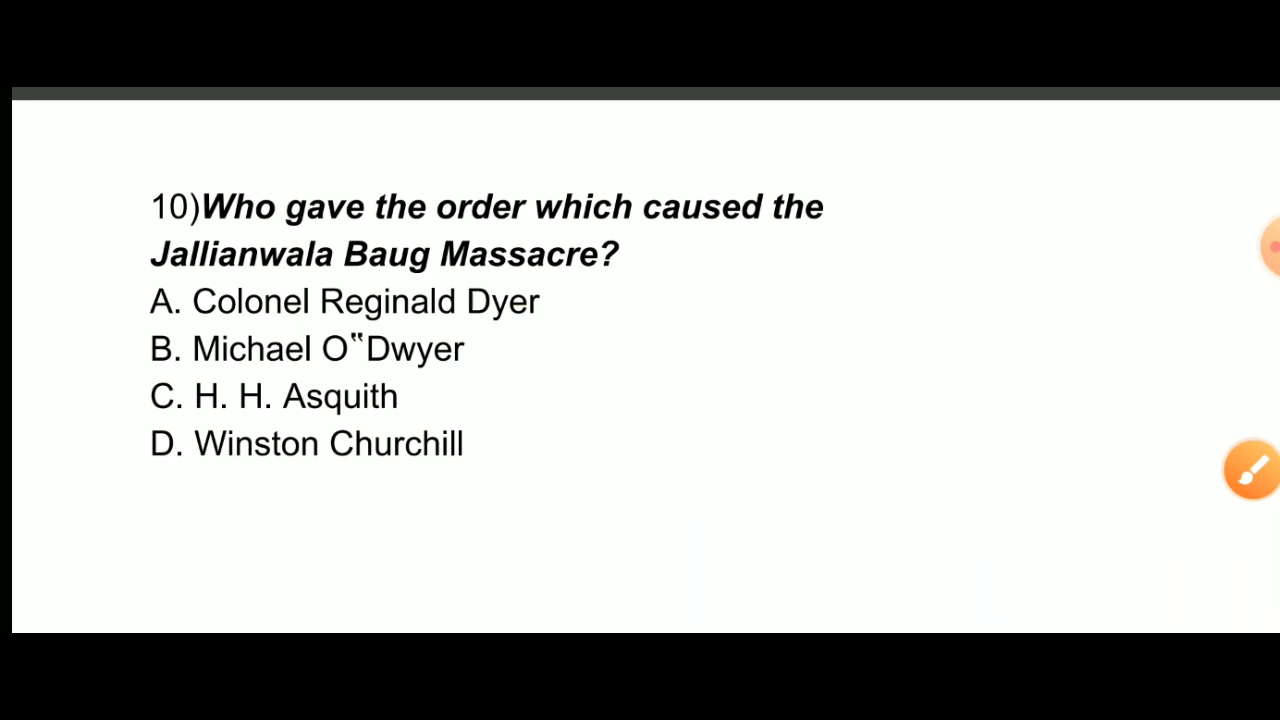 10)Who gave the order which caused the
Jallianwala Baug Massacre?
A. Colonel Reginald Dyer
B. Michael O‟Dwyer
C. H. H. Asquith
D. Winston Churchill